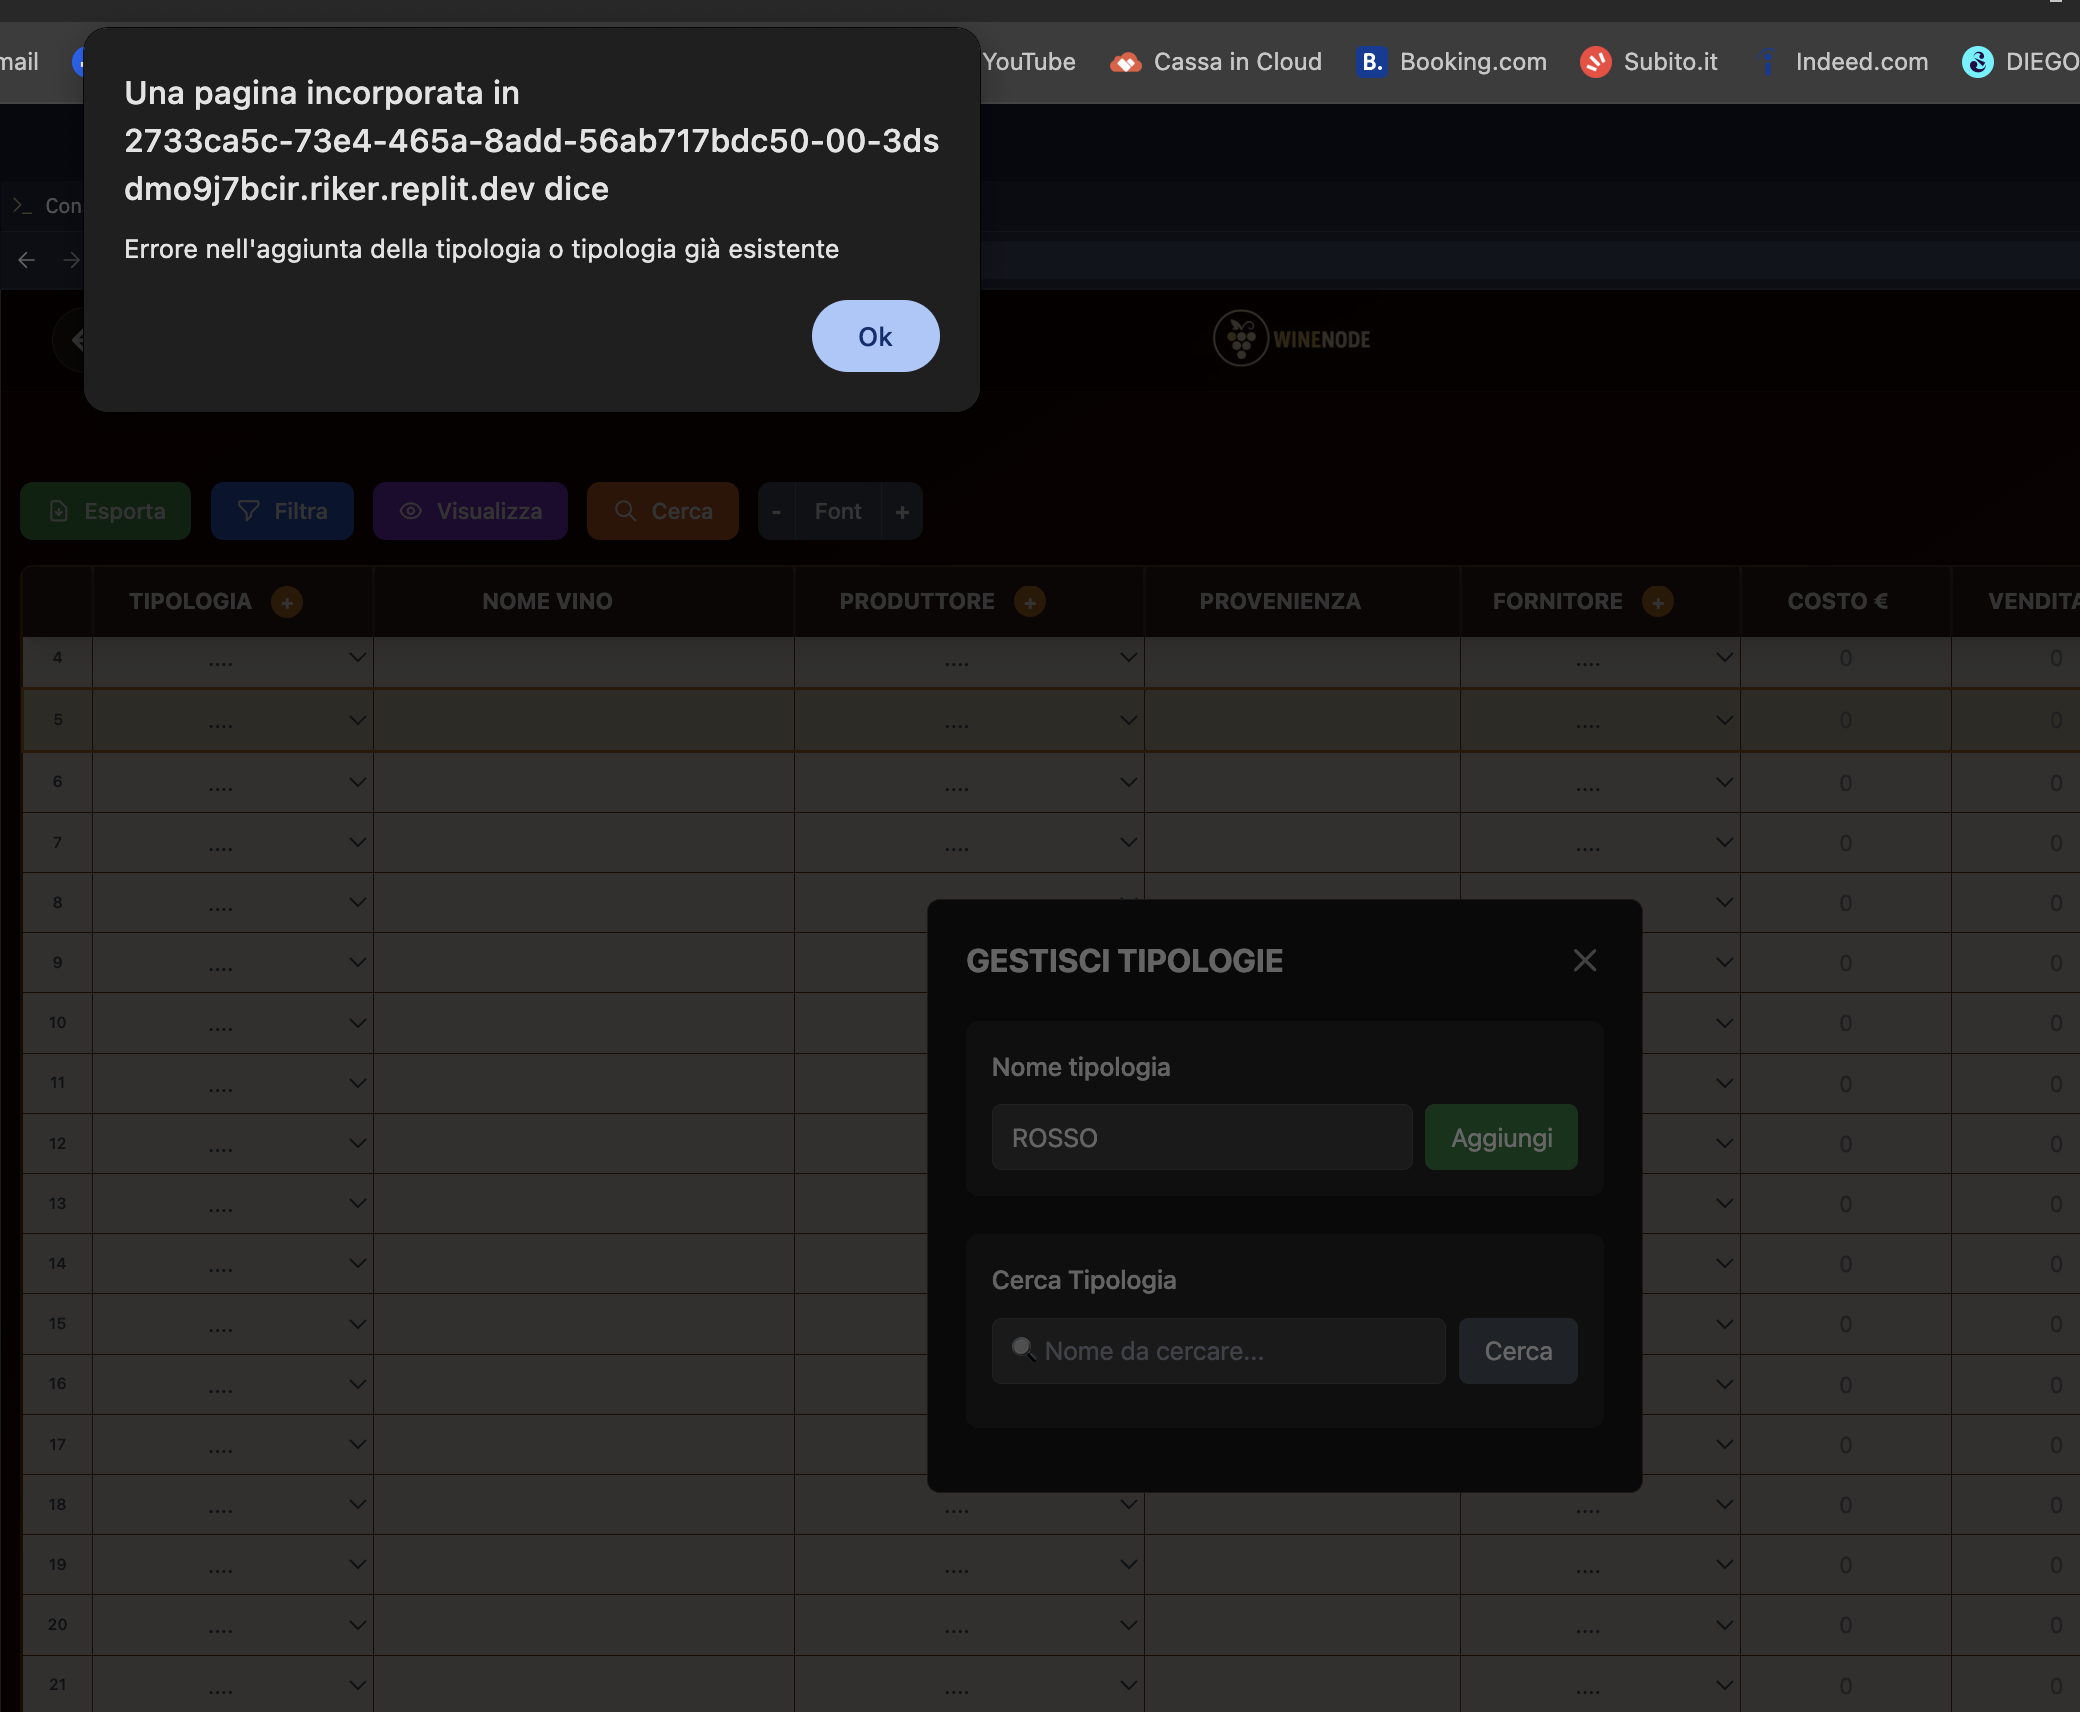 mail
YouTube Cassa in Cloud B. Booking.com Subito.it Indeed.com DIEGO
Una pagina incorporata in
2733ca5c-73e4-465a-8add-56ab717bdc50-00-3ds
dmo9j7bcir.riker.replit.dev dice
Errore nell'aggiunta della tipologia o tipologia già esistente
Ok
>_ Con
WINENODE
Esporta Filtra Visualizza Cerca - Font +
TIPOLOGIA + NOME VINO PRODUTTORE + PROVENIENZA FORNITORE + COSTO € VENDITA
4 .... .... .... 0 0
5 .... .... .... 0 0
6 .... .... .... 0 0
7 .... .... .... 0 0
8 .... 0 0
9 .... 0 0
10 .... 0 0
11 .... 0 0
12 .... 0 0
13 .... 0 0
14 .... 0 0
15 .... 0 0
16 .... 0 0
17 .... 0 0
18 .... .... .... 0 0
19 .... .... .... 0 0
20 .... .... .... 0 0
21 .... .... .... 0 0
GESTISCI TIPOLOGIE
Nome tipologia
ROSSO Aggiungi
Cerca Tipologia
🔍 Nome da cercare... Cerca